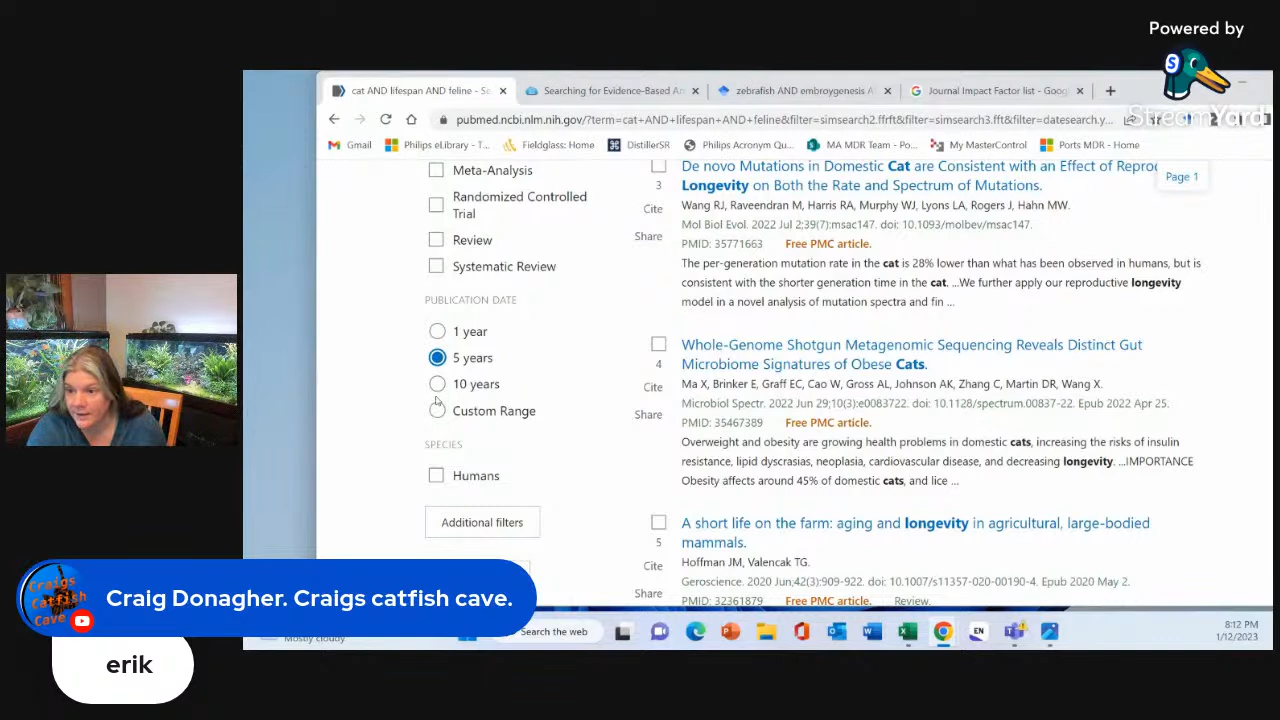 Powered by
StreamYard
cat AND lifespan AND feline - Se
Searching for Evidence-Based An
zebrafish AND embroygenesis A
Journal Impact Factor list - Goog
pubmed.ncbi.nlm.nih.gov/?term=cat+AND+lifespan+AND+feline&filter=simsearch2.ffrft&filter=simsearch3.fft&filter=datesearch.y...
Gmail
Philips eLibrary - T...
Fieldglass: Home
DistillerSR
Philips Acronym Qu...
MA MDR Team - Po...
My MasterControl
Ports MDR - Home
Meta-Analysis
Randomized Controlled
Trial
Review
Systematic Review
PUBLICATION DATE
1 year
5 years
10 years
Custom Range
SPECIES
Humans
Additional filters
Page 1
De novo Mutations in Domestic Cat are Consistent with an Effect of Repro
Longevity on Both the Rate and Spectrum of Mutations.
3
Cite
Share
Wang RJ, Raveendran M, Harris RA, Murphy WJ, Lyons LA, Rogers J, Hahn MW.
Mol Biol Evol. 2022 Jul 2;39(7):msac147. doi: 10.1093/molbev/msac147.
PMID: 35771663 Free PMC article.
The per-generation mutation rate in the cat is 28% lower than what has been observed in humans, but is
consistent with the shorter generation time in the cat. ...We further apply our reproductive longevity
model in a novel analysis of mutation spectra and fin ...
Whole-Genome Shotgun Metagenomic Sequencing Reveals Distinct Gut
Microbiome Signatures of Obese Cats.
4
Cite
Share
Ma X, Brinker E, Graff EC, Cao W, Gross AL, Johnson AK, Zhang C, Martin DR, Wang X.
Microbiol Spectr. 2022 Jun 29;10(3):e0083722. doi: 10.1128/spectrum.00837-22. Epub 2022 Apr 25.
PMID: 35467389 Free PMC article.
Overweight and obesity are growing health problems in domestic cats, increasing the risks of insulin
resistance, lipid dyscrasias, neoplasia, cardiovascular disease, and decreasing longevity. ...IMPORTANCE
Obesity affects around 45% of domestic cats, and lice ...
A short life on the farm: aging and longevity in agricultural, large-bodied
mammals.
5
Cite
Share
Hoffman JM, Valencak TG.
Geroscience. 2020 Jun;42(3):909-922. doi: 10.1007/s11357-020-00190-4. Epub 2020 May 2.
PMID: 32361879 Free PMC article. Review.
Mostly cloudy
Search the web
EN
8:12 PM
1/12/2023
Craigs
Catfish
Cave
Craig Donagher. Craigs catfish cave.
erik